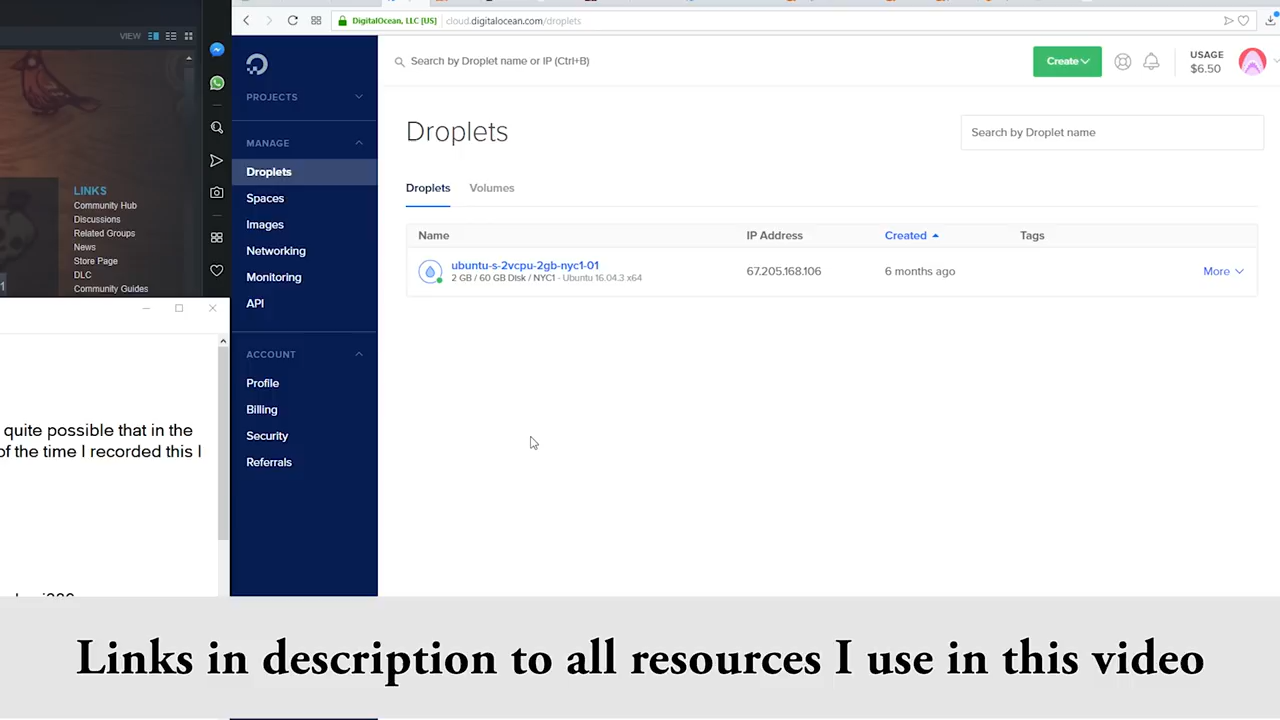 VIEW
LINKS
Community Hub
Discussions
Related Groups
News
Store Page
DLC
Community Guides
quite possible that in the
of the time I recorded this I
DigitalOcean, LLC [US]
cloud.digitalocean.com/droplets
PROJECTS
MANAGE
Droplets
Spaces
Images
Networking
Monitoring
API
ACCOUNT
Profile
Billing
Security
Referrals
Search by Droplet name or IP (Ctrl+B)
Create
USAGE
$6.50
Droplets
Search by Droplet name
Droplets Volumes
Name IP Address Created Tags
ubuntu-s-2vcpu-2gb-nyc1-01 67.205.168.106 6 months ago More
2 GB / 60 GB Disk / NYC1 - Ubuntu 16.04.3 x64
Links in description to all resources I use in this video